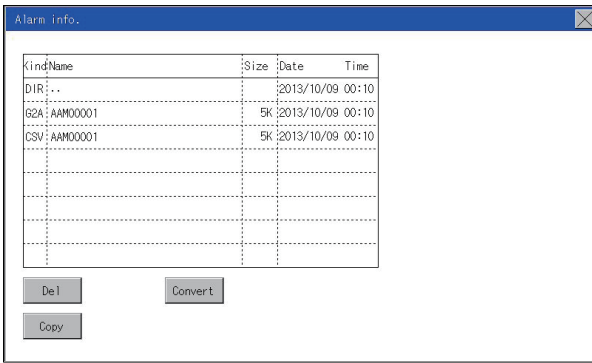 Alarm info.
Kind Name Size Date Time
DIR .. 2013/10/09 00:10
G2A AAM00001 5K 2013/10/09 00:10
CSV AAM00001 5K 2013/10/09 00:10
Del Convert
Copy